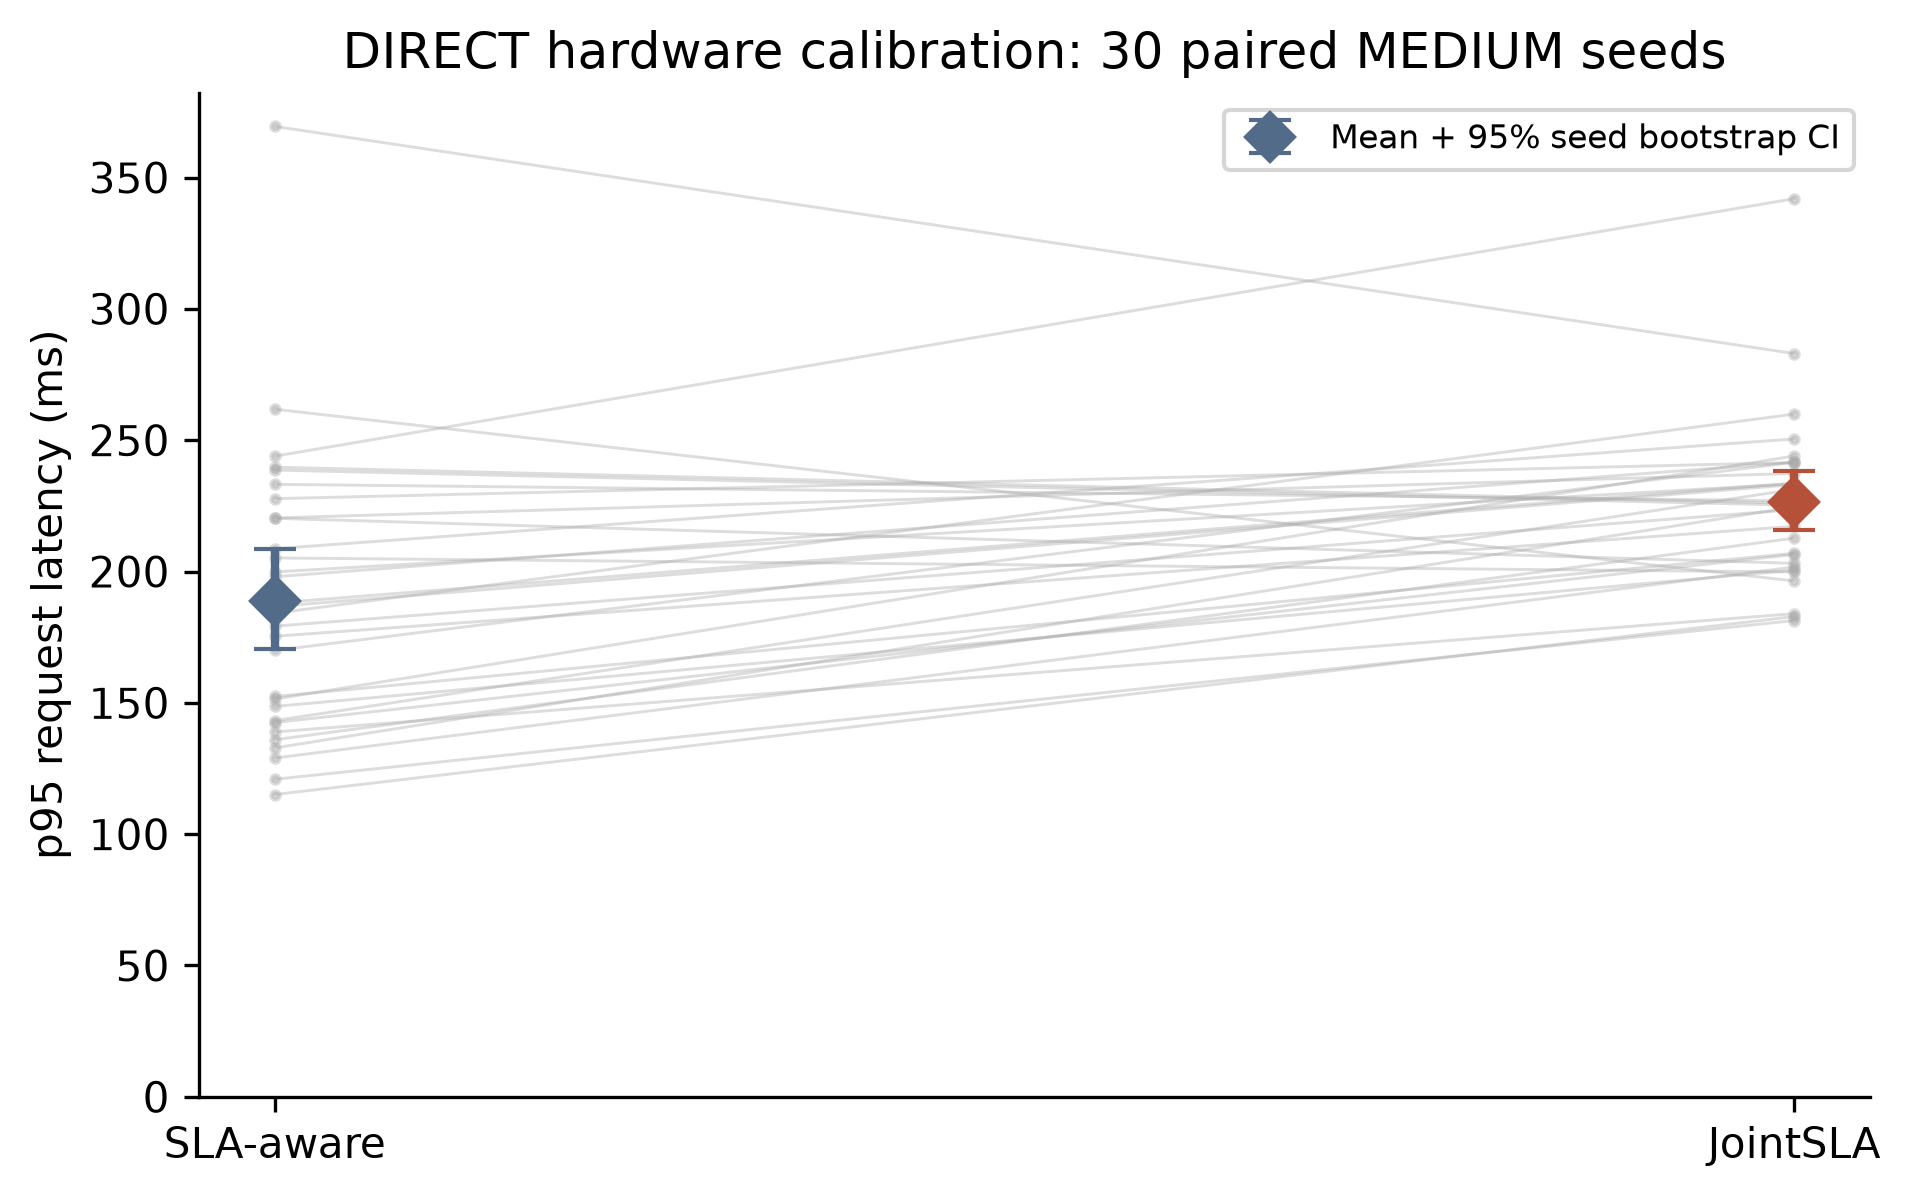 DIRECT hardware calibration: 30 paired MEDIUM seeds
Mean + 95% seed bootstrap CI
p95 request latency (ms)
350
300
250
200
150
100
50
0
SLA-aware
JointSLA